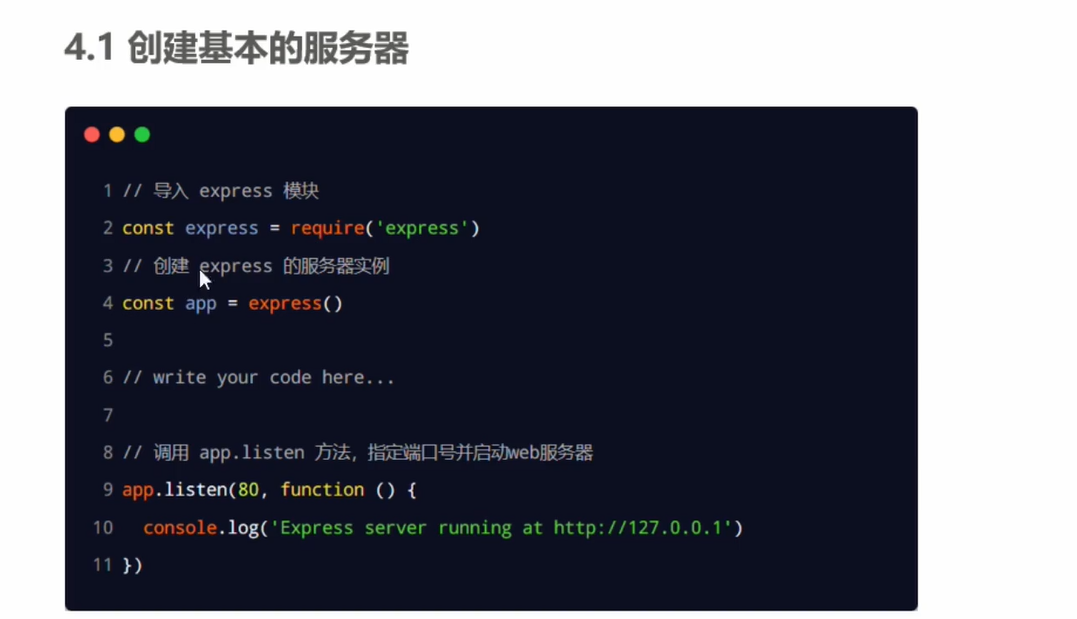 4.1 创建基本的服务器
1 // 导入 express 模块
2 const express = require('express')
3 // 创建 express 的服务器实例
4 const app = express()
5
6 // write your code here...
7
8 // 调用 app.listen 方法，指定端口号并启动web服务器
9 app.listen(80, function () {
10   console.log('Express server running at http://127.0.0.1')
11 })